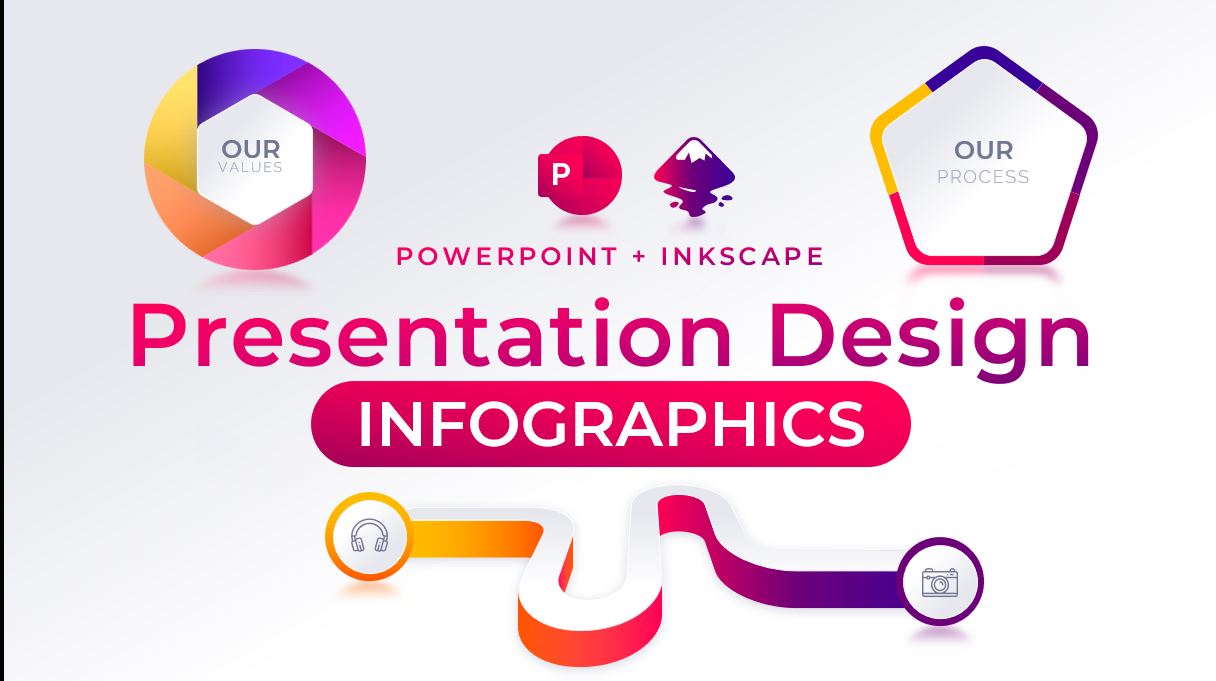 OUR
VALUES
OUR
PROCESS
P
POWERPOINT + INKSCAPE
Presentation Design
INFOGRAPHICS